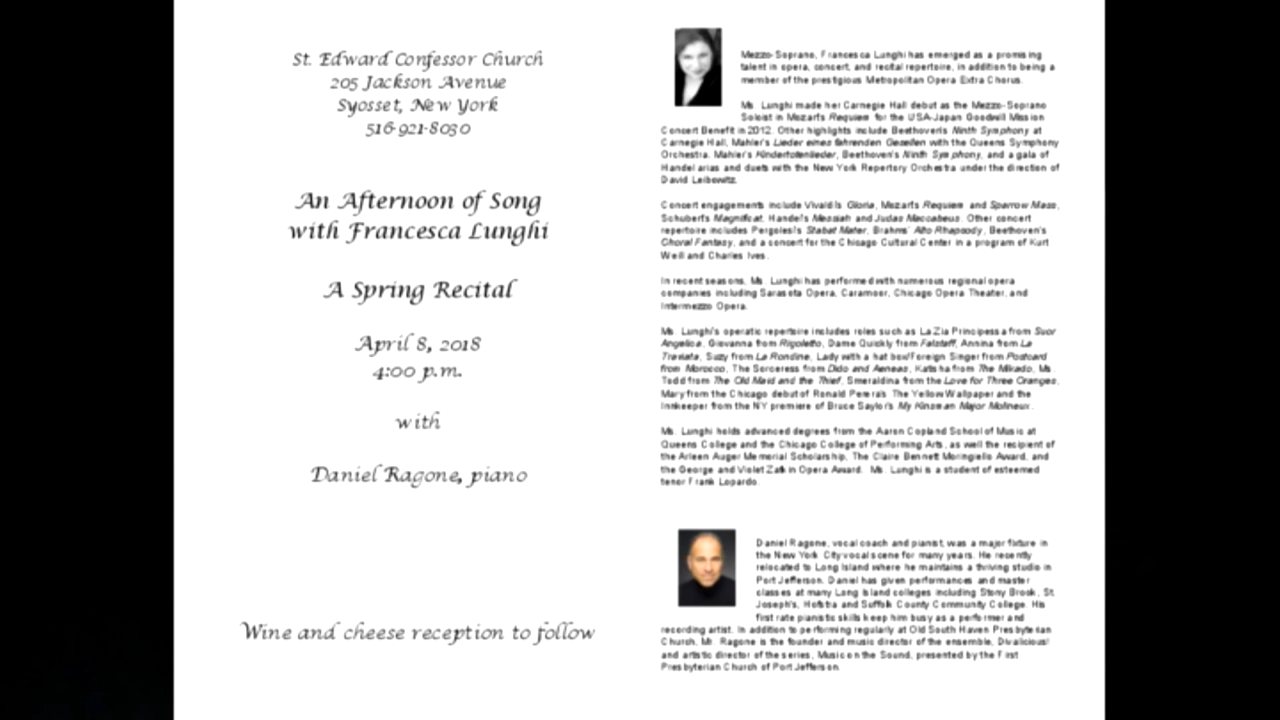 St. Edward Confessor Church
205 Jackson Avenue
Syosset, New York
516-921-8030
An Afternoon of Song
with Francesca Lunghi
A Spring Recital
April 8, 2018
4:00 p.m.
with
Daniel Ragone, piano
Wine and cheese reception to follow
Mezzo-Soprano, Francesca Lunghi has emerged as a promising
talent in opera, concert, and recital repertoire, in addition to being a
member of the prestigious Metropolitan Opera Extra Chorus.
Ms. Lunghi made her Carnegie Hall debut as the Mezzo-Soprano
Soloist in Mozart's Requiem for the USA-Japan Goodwill Mission
Concert Benefit in 2012. Other highlights include Beethoven's Ninth Symphony at
Carnegie Hall, Mahler's Lieder eines fahrenden Gesellen with the Queens Symphony
Orchestra, Mahler's Kindertotenlieder, Beethoven's Ninth Symphony, and a gala of
Handel arias and duets with the New York Repertory Orchestra under the direction of
David Leibowitz.
Concert engagements include Vivaldi's Gloria, Mozart's Requiem and Sparrow Mass,
Schubert's Magnificat, Handel's Messiah and Judas Maccabeus. Other concert
repertoire includes Pergolesi's Stabat Mater, Brahms' Alto Rhapsody, Beethoven's
Choral Fantasy, and a concert for the Chicago Cultural Center in a program of Kurt
Weill and Charles Ives.
In recent seasons, Ms. Lunghi has performed with numerous regional opera
companies including Sarasota Opera, Caramoor, Chicago Opera Theater, and
Intermezzo Opera.
Ms. Lunghi's operatic repertoire includes roles such as La Zia Principessa from Suor
Angelica, Giovanna from Rigoletto, Dame Quickly from Falstaff, Annina from La
Traviata, Suzy from La Rondine, Lady with a hat box/Foreign Singer from Postcard
from Morocco, The Sorceress from Dido and Aeneas, Katisha from The Mikado, Ms.
Todd from The Old Maid and the Thief, Smeraldina from the Love for Three Oranges,
Mary from the Chicago debut of Ronald Perera's The Yellow Wallpaper and the
Innkeeper from the NY premiere of Bruce Saylor's My Kinsman Major Molineux.
Ms. Lunghi holds advanced degrees from the Aaron Copland School of Music at
Queens College and the Chicago College of Performing Arts, as well the recipient of
the Arleen Auger Memorial Scholarship, The Claire Bennett Moringiello Award, and
the George and Violet Zatkin Opera Award. Ms. Lunghi is a student of esteemed
tenor Frank Lopardo.
Daniel Ragone, vocal coach and pianist, was a major fixture in
the New York City vocal scene for many years. He recently
relocated to Long Island where he maintains a thriving studio in
Port Jefferson. Daniel has given performances and master
classes at many Long Island colleges including Stony Brook, St.
Joseph's, Hofstra and Suffolk County Community College. His
first rate pianistic skills keep him busy as a performer and
recording artist. In addition to performing regularly at Old South Haven Presbyterian
Church, Mr. Ragone is the founder and music director of the ensemble, Divalicious!
and artistic director of the series, Music on the Sound, presented by the First
Presbyterian Church of Port Jefferson.